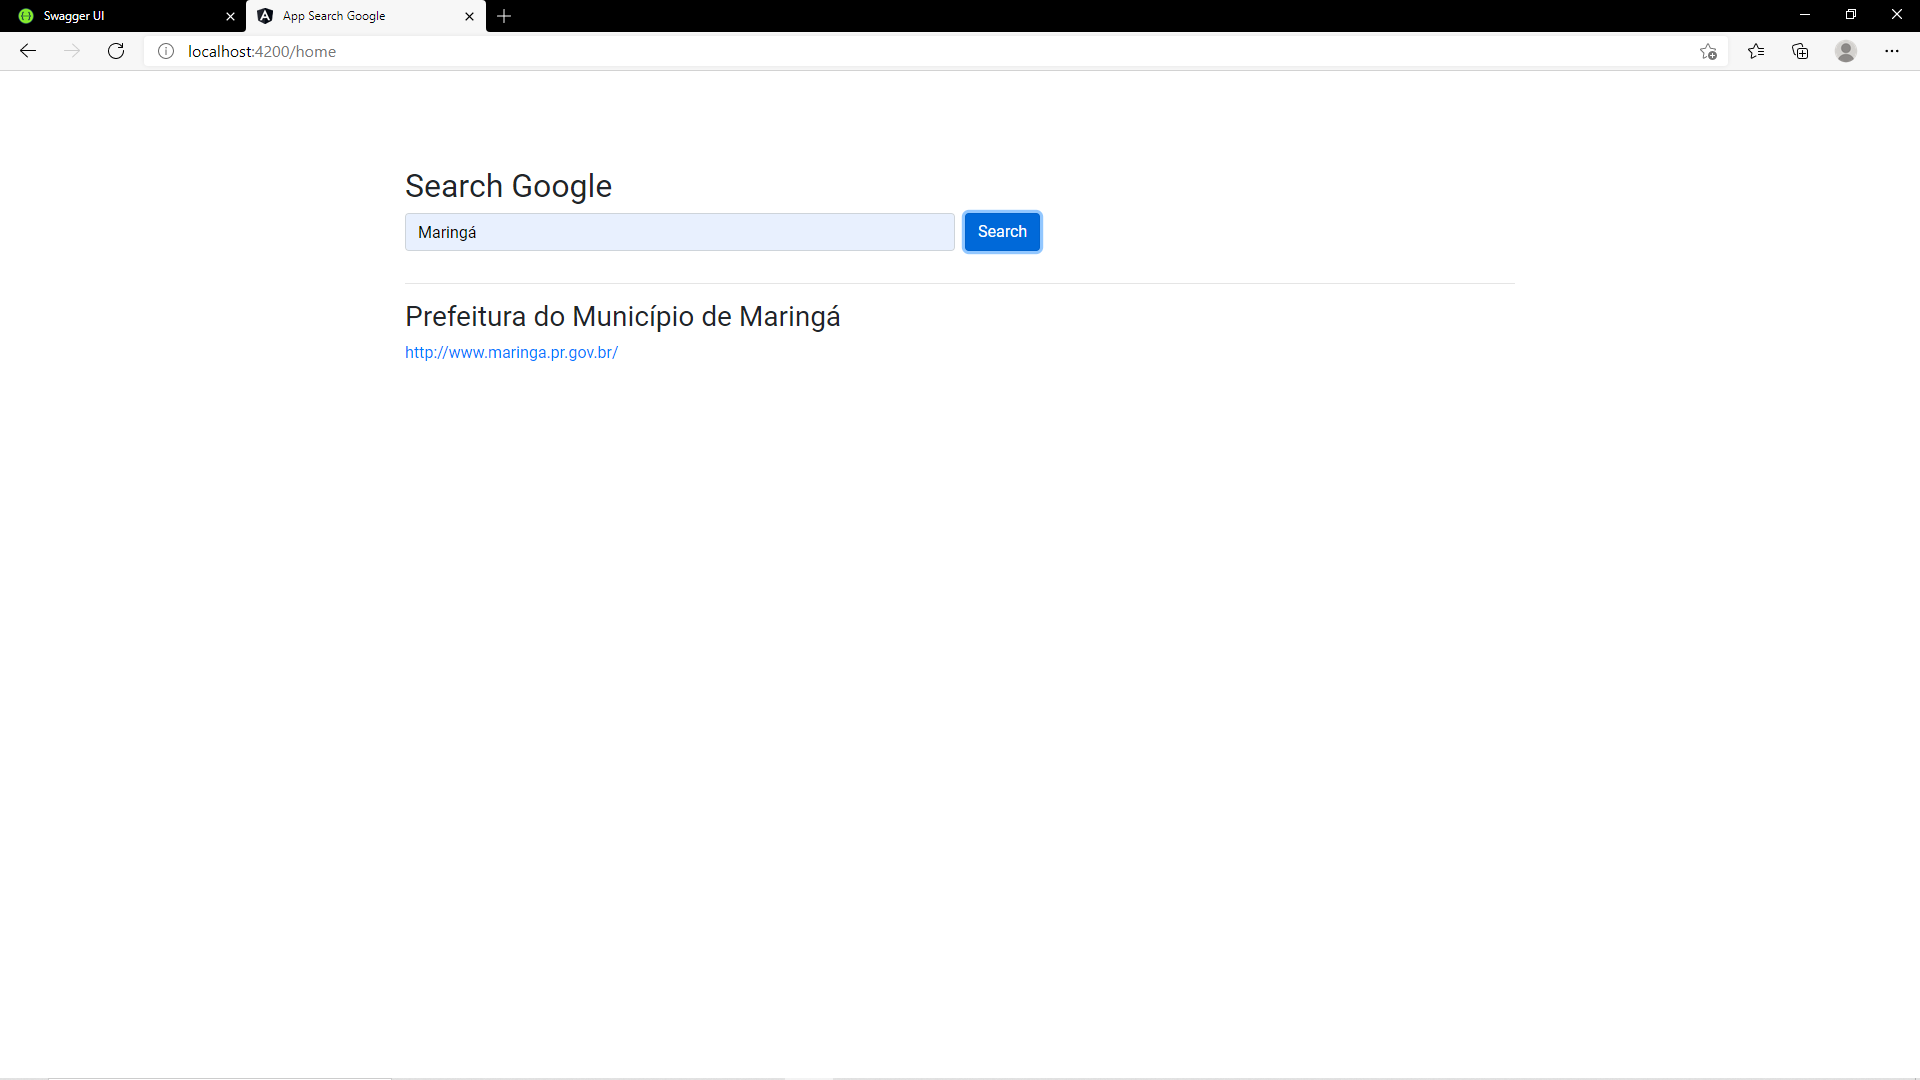 Swagger UI
App Search Google
localhost:4200/home
Search Google
Maringá
Search
Prefeitura do Município de Maringá
http://www.maringa.pr.gov.br/